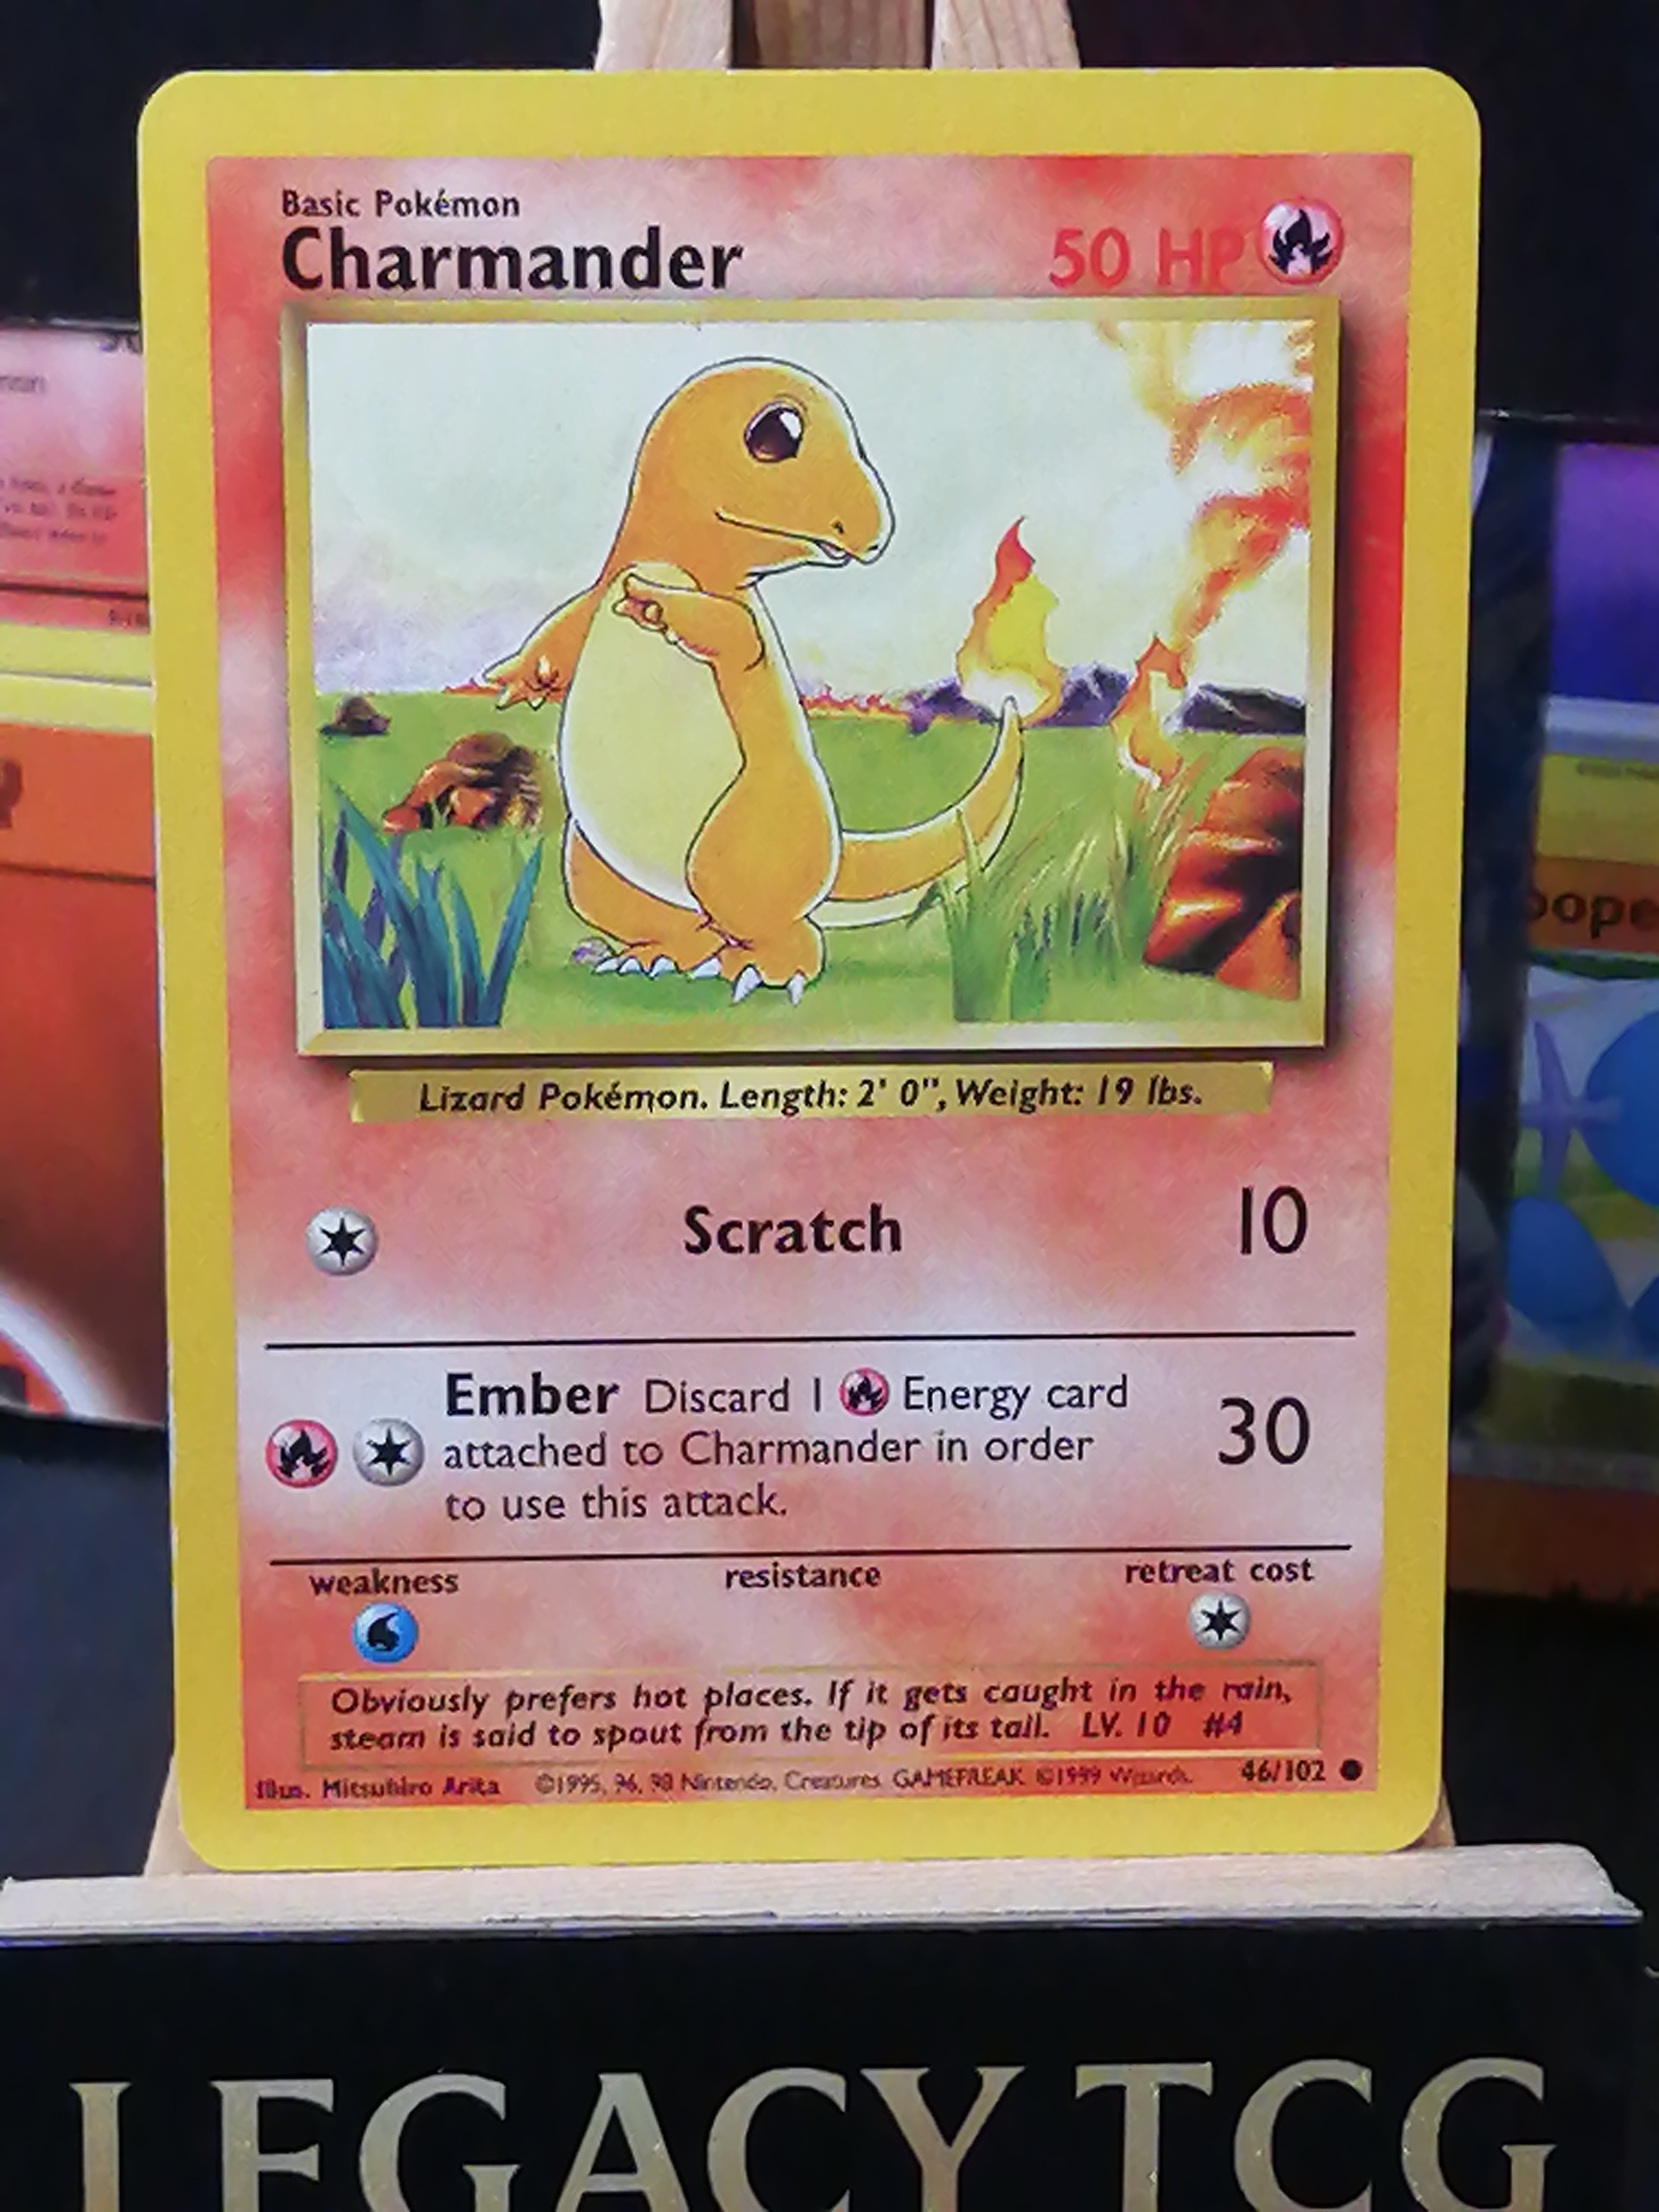 Basic Pokémon
Charmander 50 HP
Lizard Pokémon. Length: 2' 0", Weight: 19 lbs.
Scratch 10
Ember Discard 1 Energy card
attached to Charmander in order
to use this attack.
30
weakness resistance retreat cost
Obviously prefers hot places. If it gets caught in the rain,
steam is said to spout from the tip of its tail. LV. 10 #4
Illus. Mitsuhiro Arita ©1995, 96, 98 Nintendo, Creatures, GAMEFREAK ©1999 Wizards. 46/102
LEGACY TCG